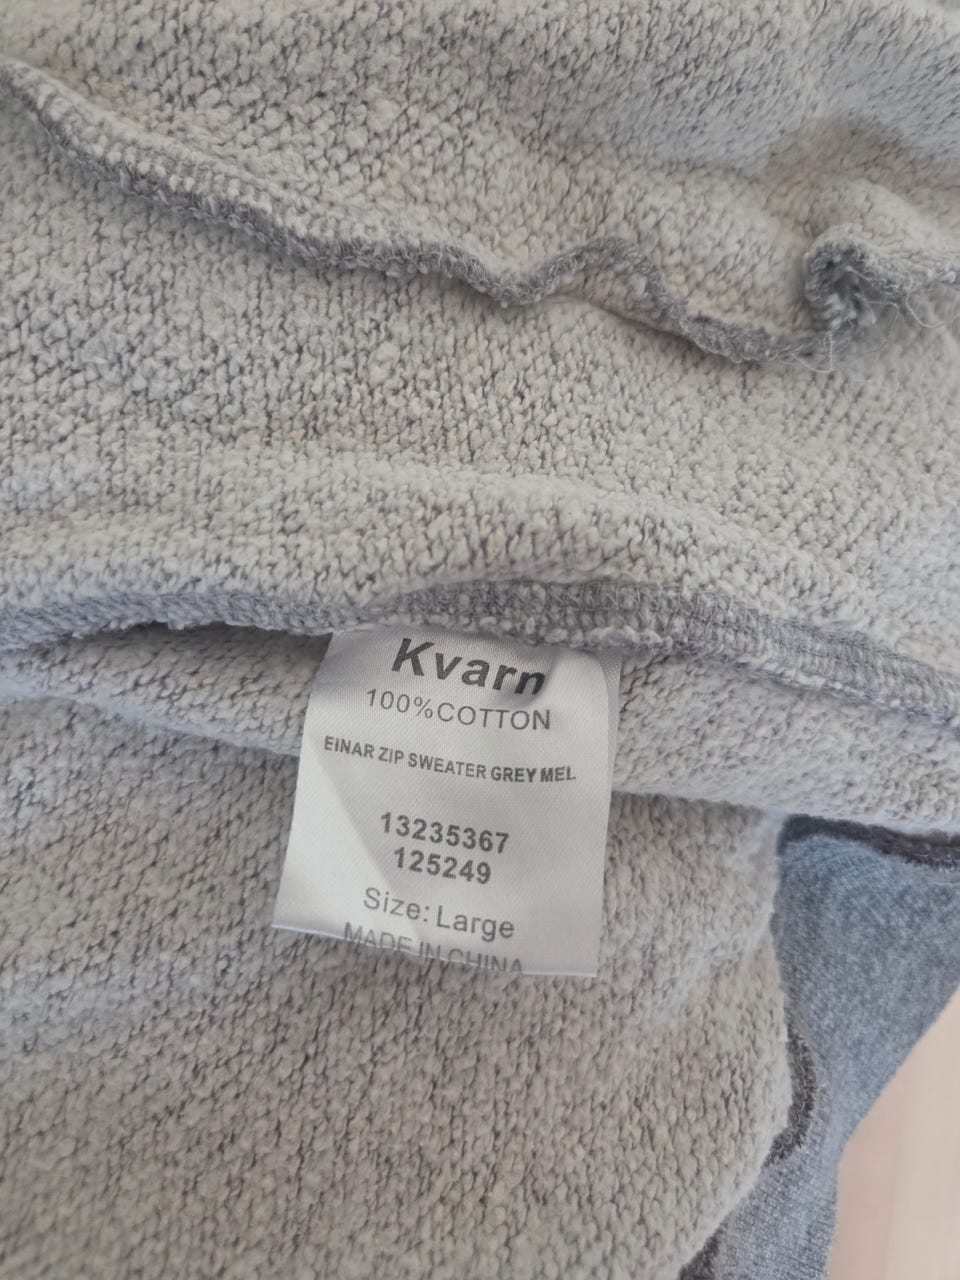 Kvarn
100%COTTON
EINAR ZIP SWEATER GREY MEL
13235367
125249
Size: Large
MADE IN CHINA